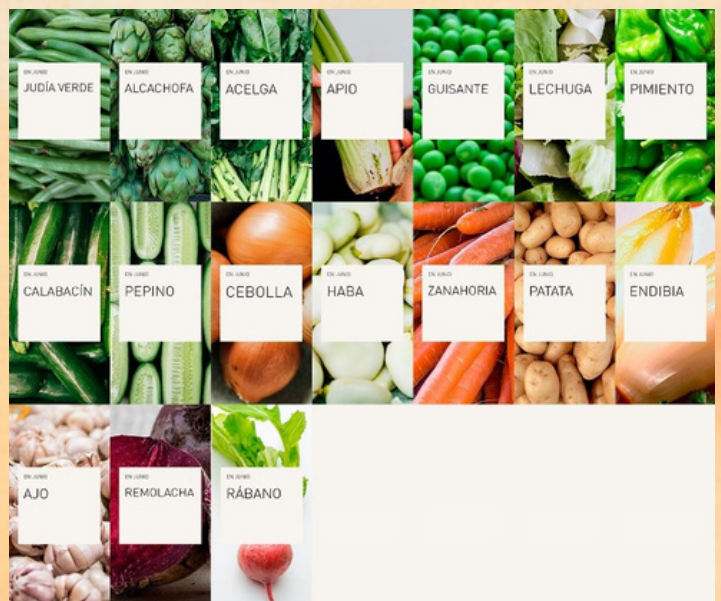 EN JUNIO
JUDÍA VERDE
EN JUNIO
ALCACHOFA
EN JUNIO
ACELGA
EN JUNIO
APIO
EN JUNIO
GUISANTE
EN JUNIO
LECHUGA
EN JUNIO
PIMIENTO
EN JUNIO
CALABACÍN
EN JUNIO
PEPINO
EN JUNIO
CEBOLLA
EN JUNIO
HABA
EN JUNIO
ZANAHORIA
EN JUNIO
PATATA
EN JUNIO
ENDIBIA
EN JUNIO
AJO
EN JUNIO
REMOLACHA
EN JUNIO
RÁBANO